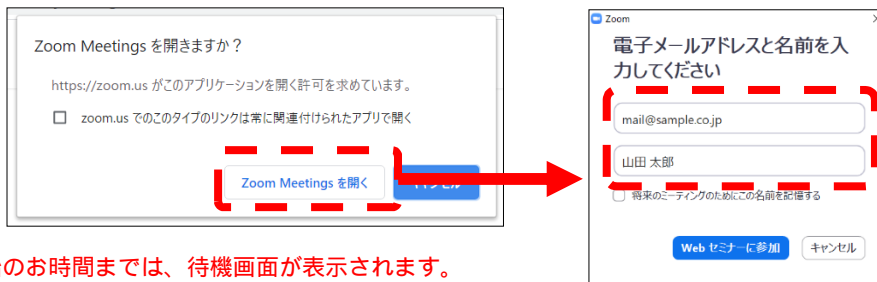 Zoom Meetings を開きますか？
https://zoom.us がこのアプリケーションを開く許可を求めています。
zoom.us でのこのタイプのリンクは常に関連付けられたアプリで開く
Zoom Meetings を開く
Zoom
電子メールアドレスと名前を入
力してください
mail@sample.co.jp
山田 太郎
将来のミーティングのためにこの名前を記憶する
Web セミナーに参加 キャンセル
のお時間までは、待機画面が表示されます。